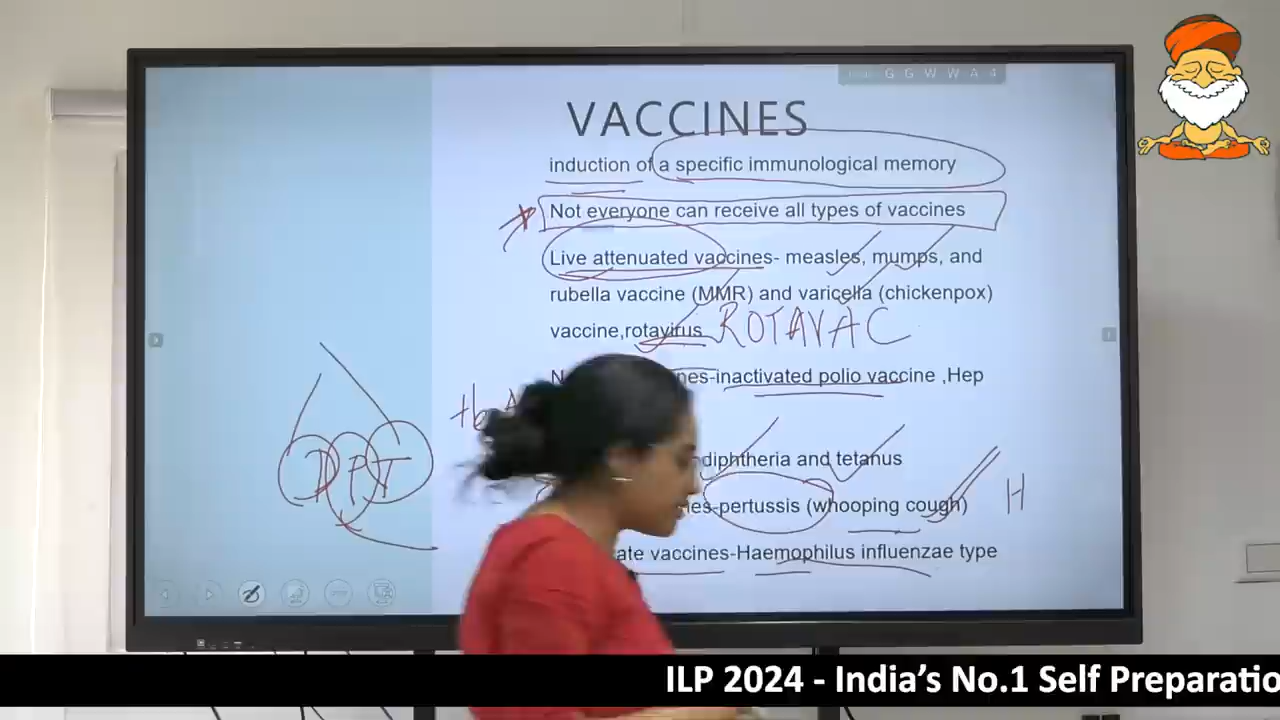 G G W W A 4
VACCINES
induction of a specific immunological memory
Not everyone can receive all types of vaccines
Live attenuated vaccines- measles, mumps, and
rubella vaccine (MMR) and varicella (chickenpox)
vaccine,rotavirus ROTAVAC
inactivated polio vaccine ,Hep
diphtheria and tetanus
DPT
pertussis (whooping cough) H
vaccines-Haemophilus influenzae type
ILP 2024 - India's No.1 Self